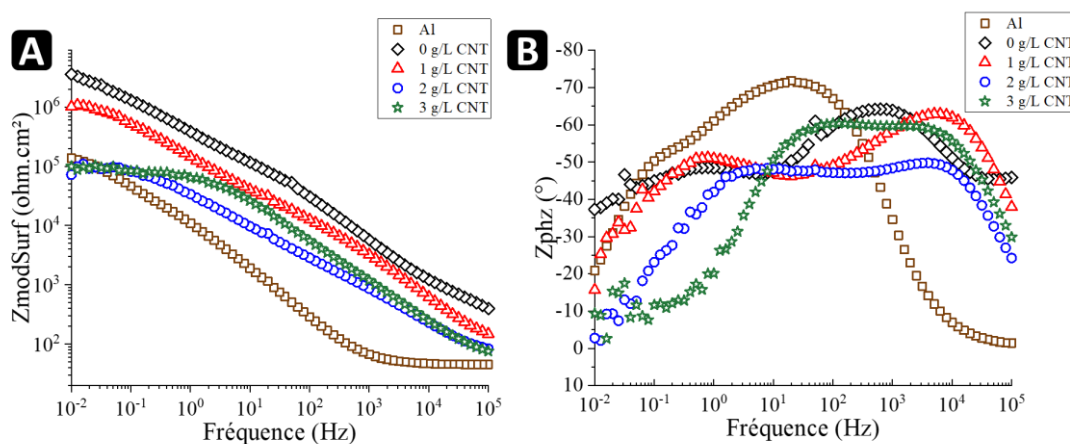 A
Al
0 g/L CNT
1 g/L CNT
2 g/L CNT
3 g/L CNT
ZmodSurf (ohm.cm²)
10⁶
10⁵
10⁴
10³
10²
10⁻² 10⁻¹ 10⁰ 10¹ 10² 10³ 10⁴ 10⁵
Fréquence (Hz)
B
Al
0 g/L CNT
1 g/L CNT
2 g/L CNT
3 g/L CNT
Zphz (°)
-80
-70
-60
-50
-40
-30
-20
-10
0
10
10⁻² 10⁻¹ 10⁰ 10¹ 10² 10³ 10⁴ 10⁵
Fréquence (Hz)